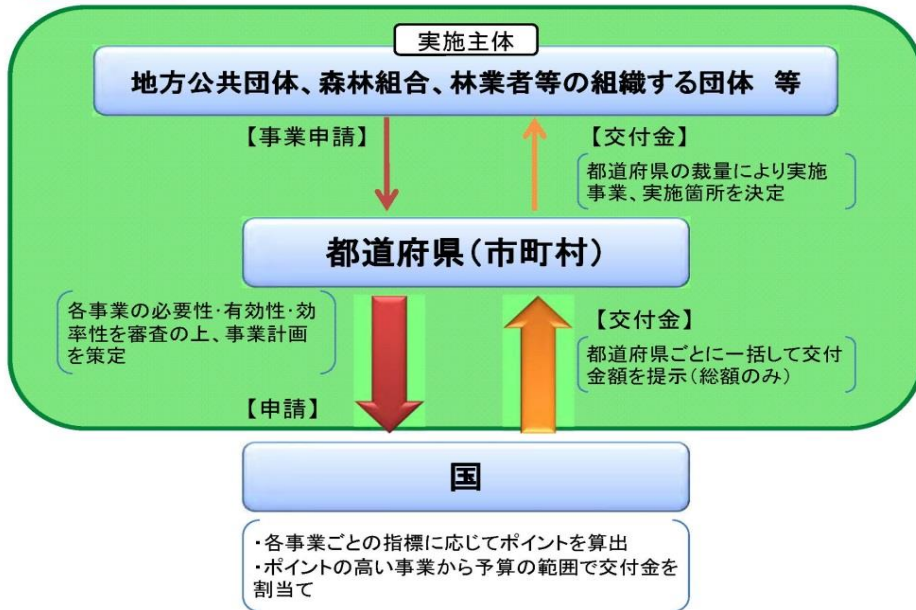 実施主体
地方公共団体、森林組合、林業者等の組織する団体　等
【事業申請】
【交付金】
都道府県の裁量により実施
事業、実施箇所を決定
都道府県(市町村)
各事業の必要性・有効性・効
率性を審査の上、事業計画
を策定
【申請】
【交付金】
都道府県ごとに一括して交付
金額を提示(総額のみ)
国
・各事業ごとの指標に応じてポイントを算出
・ポイントの高い事業から予算の範囲で交付金を
割当て